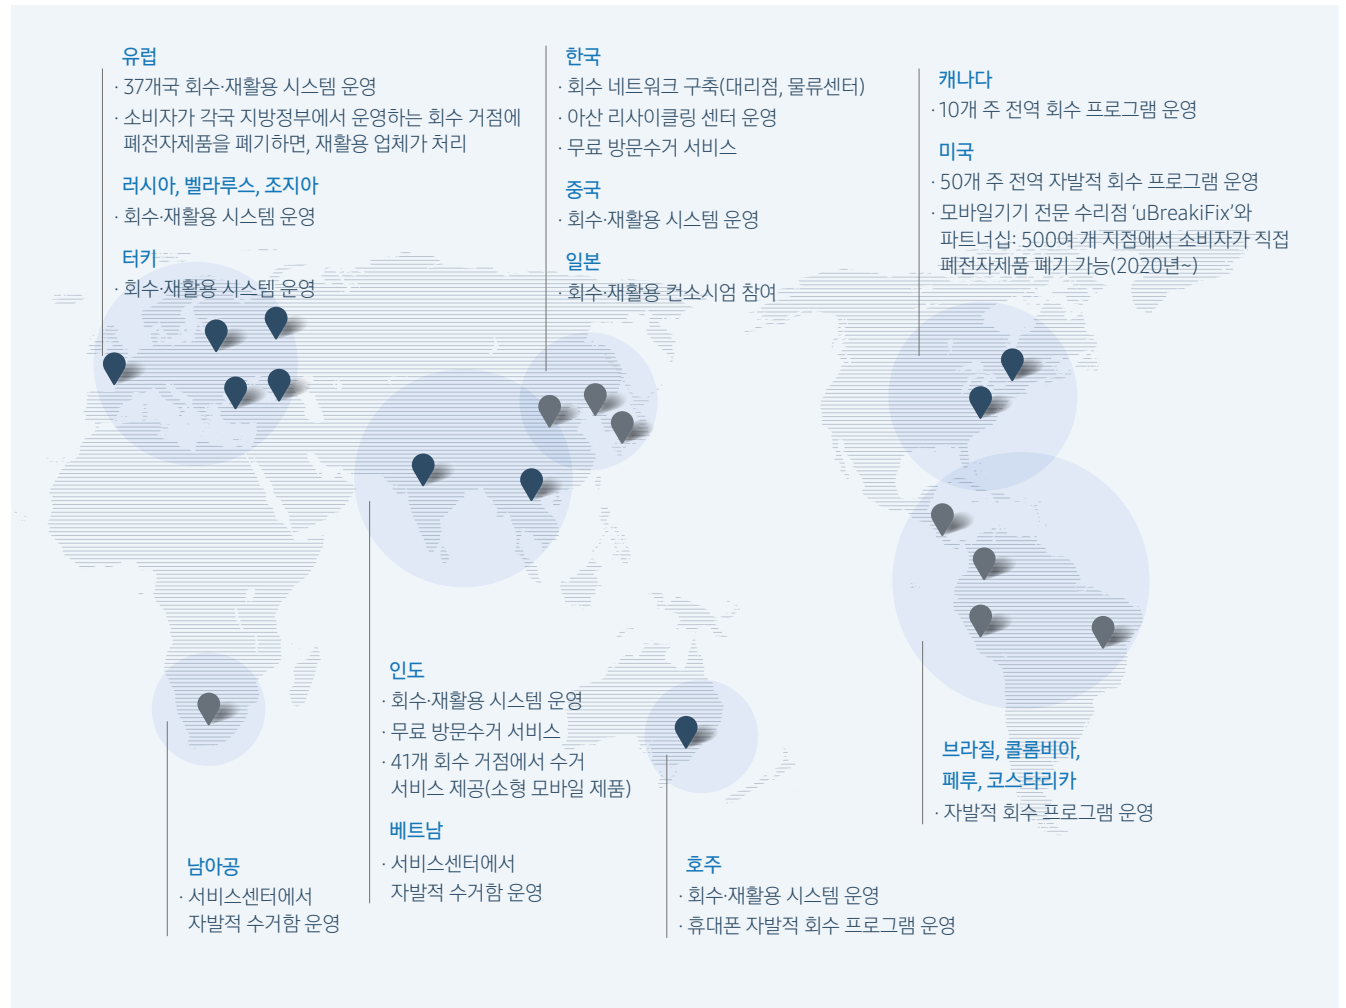 유럽
· 37개국 회수·재활용 시스템 운영
· 소비자가 각국 지방정부에서 운영하는 회수 거점에
폐전자제품을 폐기하면, 재활용 업체가 처리
러시아, 벨라루스, 조지아
· 회수·재활용 시스템 운영
터키
· 회수·재활용 시스템 운영
한국
· 회수 네트워크 구축(대리점, 물류센터)
· 아산 리사이클링 센터 운영
· 무료 방문수거 서비스
중국
· 회수·재활용 시스템 운영
일본
· 회수·재활용 컨소시엄 참여
캐나다
· 10개 주 전역 회수 프로그램 운영
미국
· 50개 주 전역 자발적 회수 프로그램 운영
· 모바일기기 전문 수리점 ‘uBreakiFix’와
파트너십: 500여 개 지점에서 소비자가 직접
폐전자제품 폐기 가능(2020년~)
인도
· 회수·재활용 시스템 운영
· 무료 방문수거 서비스
· 41개 회수 거점에서 수거
서비스 제공(소형 모바일 제품)
베트남
· 서비스센터에서
자발적 수거함 운영
브라질, 콜롬비아,
페루, 코스타리카
· 자발적 회수 프로그램 운영
남아공
· 서비스센터에서
자발적 수거함 운영
호주
· 회수·재활용 시스템 운영
· 휴대폰 자발적 회수 프로그램 운영